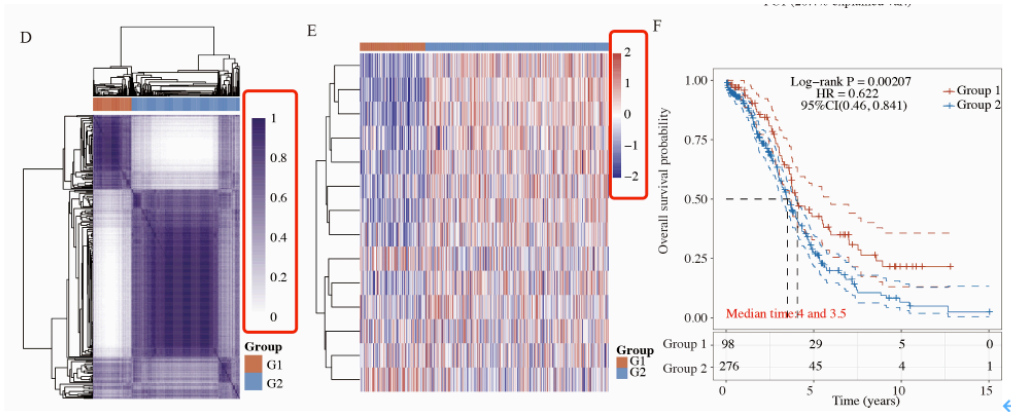 D
1
0.8
0.6
0.4
0.2
0
Group
G1
G2
E
2
1
0
−1
−2
Group
G1
G2
F
Log−rank P = 0.00207
HR = 0.622
95%CI(0.46, 0.841)
Group 1
Group 2
Overall survival probability
1.00
0.75
0.50
0.25
0.00
Median time:4 and 3.5
Group 1 98 29 5 0
Group 2 276 45 4 1
0 5 10 15
Time (years)